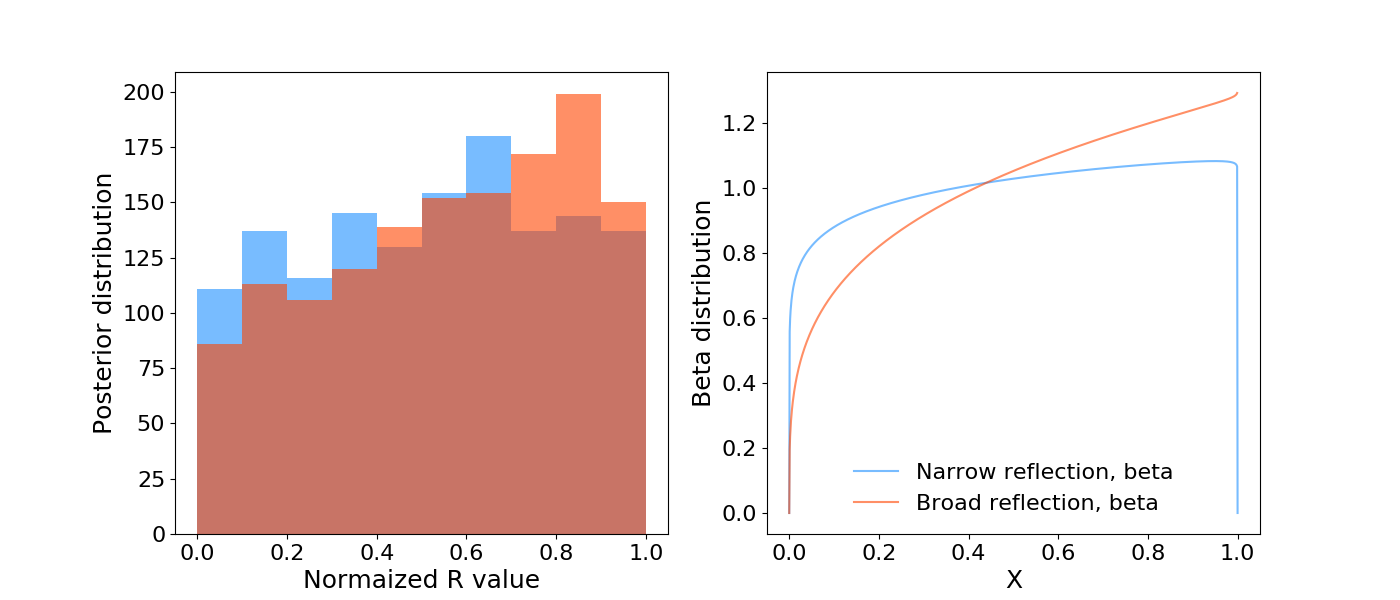 Posterior distribution
200
175
150
125
100
75
50
25
0
0.0 0.2 0.4 0.6 0.8 1.0
Normaized R value
Beta distribution
1.2
1.0
0.8
0.6
0.4
0.2
0.0
Narrow reflection, beta
Broad reflection, beta
0.0 0.2 0.4 0.6 0.8 1.0
X